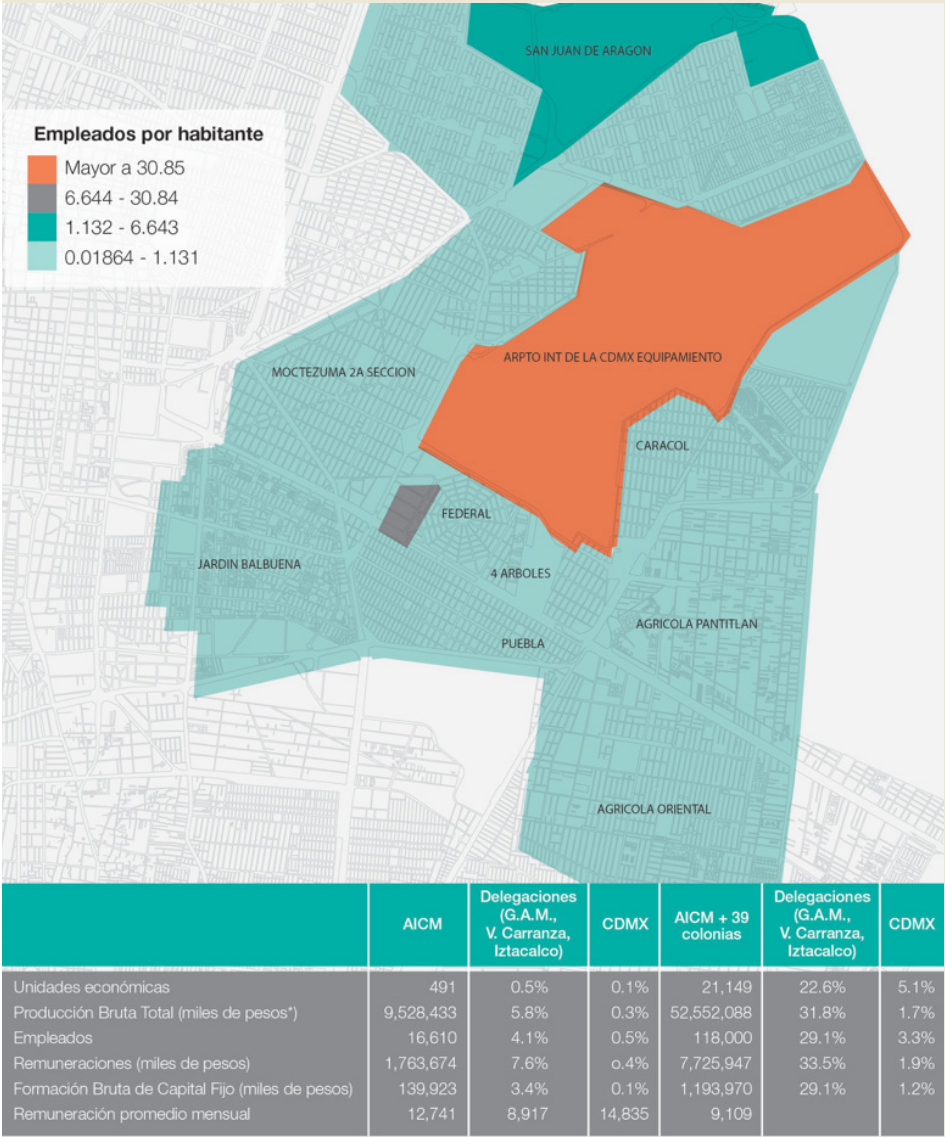 SAN JUAN DE ARAGON
Empleados por habitante
Mayor a 30.85
6.644 - 30.84
1.132 - 6.643
0.01864 - 1.131
ARPTO INT DE LA CDMX EQUIPAMIENTO
MOCTEZUMA 2A SECCION
CARACOL
FEDERAL
JARDIN BALBUENA
4 ARBOLES
AGRICOLA PANTITLAN
PUEBLA
AGRICOLA ORIENTAL
AICM Delegaciones (G.A.M., V. Carranza, Iztacalco) CDMX AICM + 39 colonias Delegaciones (G.A.M., V. Carranza, Iztacalco) CDMX
Unidades económicas 491 0.5% 0.1% 21,149 22.6% 5.1%
Producción Bruta Total (miles de pesos*) 9,528,433 5.8% 0.3% 52,552,088 31.8% 1.7%
Empleados 16,610 4.1% 0.5% 118,000 29.1% 3.3%
Remuneraciones (miles de pesos) 1,763,674 7.6% o.4% 7,725,947 33.5% 1.9%
Formación Bruta de Capital Fijo (miles de pesos) 139,923 3.4% 0.1% 1,193,970 29.1% 1.2%
Remuneración promedio mensual 12,741 8,917 14,835 9,109